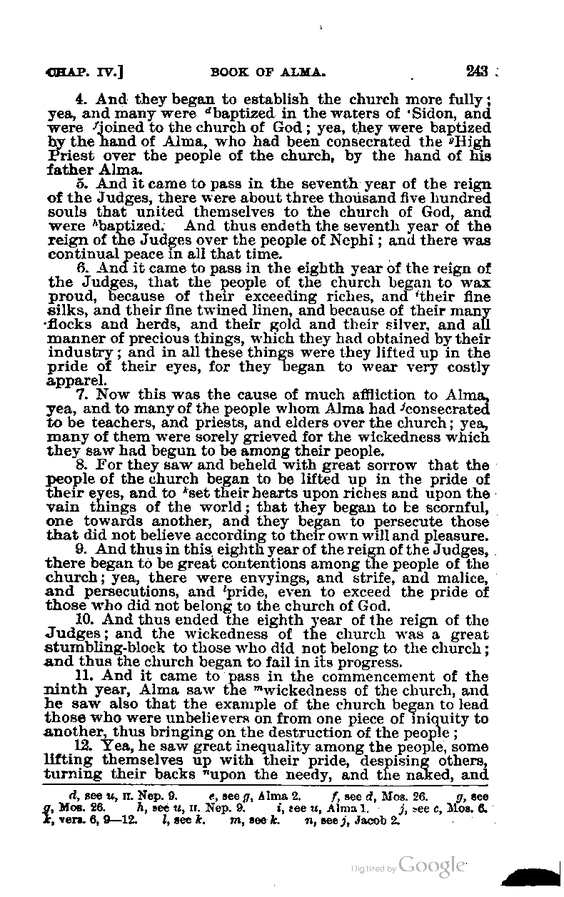 CHAP. IV.] BOOK OF ALMA. 243
4. And they began to establish the church more fully;
yea, and many were ᵈbaptized in the waters of ᵉSidon, and
were ᶠjoined to the church of God; yea, they were baptized
by the hand of Alma, who had been consecrated the ᵍHigh
Priest over the people of the church, by the hand of his
father Alma.
5. And it came to pass in the seventh year of the reign
of the Judges, there were about three thousand five hundred
souls that united themselves to the church of God, and
were ʰbaptized. And thus endeth the seventh year of the
reign of the Judges over the people of Nephi; and there was
continual peace in all that time.
6. And it came to pass in the eighth year of the reign of
the Judges, that the people of the church began to wax
proud, because of their exceeding riches, and ⁱtheir fine
silks, and their fine twined linen, and because of their many
flocks and herds, and their gold and their silver, and all
manner of precious things, which they had obtained by their
industry; and in all these things were they lifted up in the
pride of their eyes, for they began to wear very costly
apparel.
7. Now this was the cause of much affliction to Alma,
yea, and to many of the people whom Alma had ʲconsecrated
to be teachers, and priests, and elders over the church; yea,
many of them were sorely grieved for the wickedness which
they saw had begun to be among their people.
8. For they saw and beheld with great sorrow that the
people of the church began to be lifted up in the pride of
their eyes, and to ᵏset their hearts upon riches and upon the
vain things of the world; that they began to be scornful,
one towards another, and they began to persecute those
that did not believe according to their own will and pleasure.
9. And thus in this eighth year of the reign of the Judges,
there began to be great contentions among the people of the
church; yea, there were envyings, and strife, and malice,
and persecutions, and ˡpride, even to exceed the pride of
those who did not belong to the church of God.
10. And thus ended the eighth year of the reign of the
Judges; and the wickedness of the church was a great
stumbling-block to those who did not belong to the church;
and thus the church began to fail in its progress.
11. And it came to pass in the commencement of the
ninth year, Alma saw the ᵐwickedness of the church, and
he saw also that the example of the church began to lead
those who were unbelievers on from one piece of iniquity to
another, thus bringing on the destruction of the people;
12. Yea, he saw great inequality among the people, some
lifting themselves up with their pride, despising others,
turning their backs ⁿupon the needy, and the naked, and
d, see u, II. Nep. 9. e, see g, Alma 2. f, see d, Mos. 26. g, see
g, Mos. 26. h, see u, II. Nep. 9. i, see u, Alma 1. j, see c, Mos. 6.
k, vers. 6, 9—12. l, see k. m, see k. n, see j, Jacob 2.
Digitized by Google